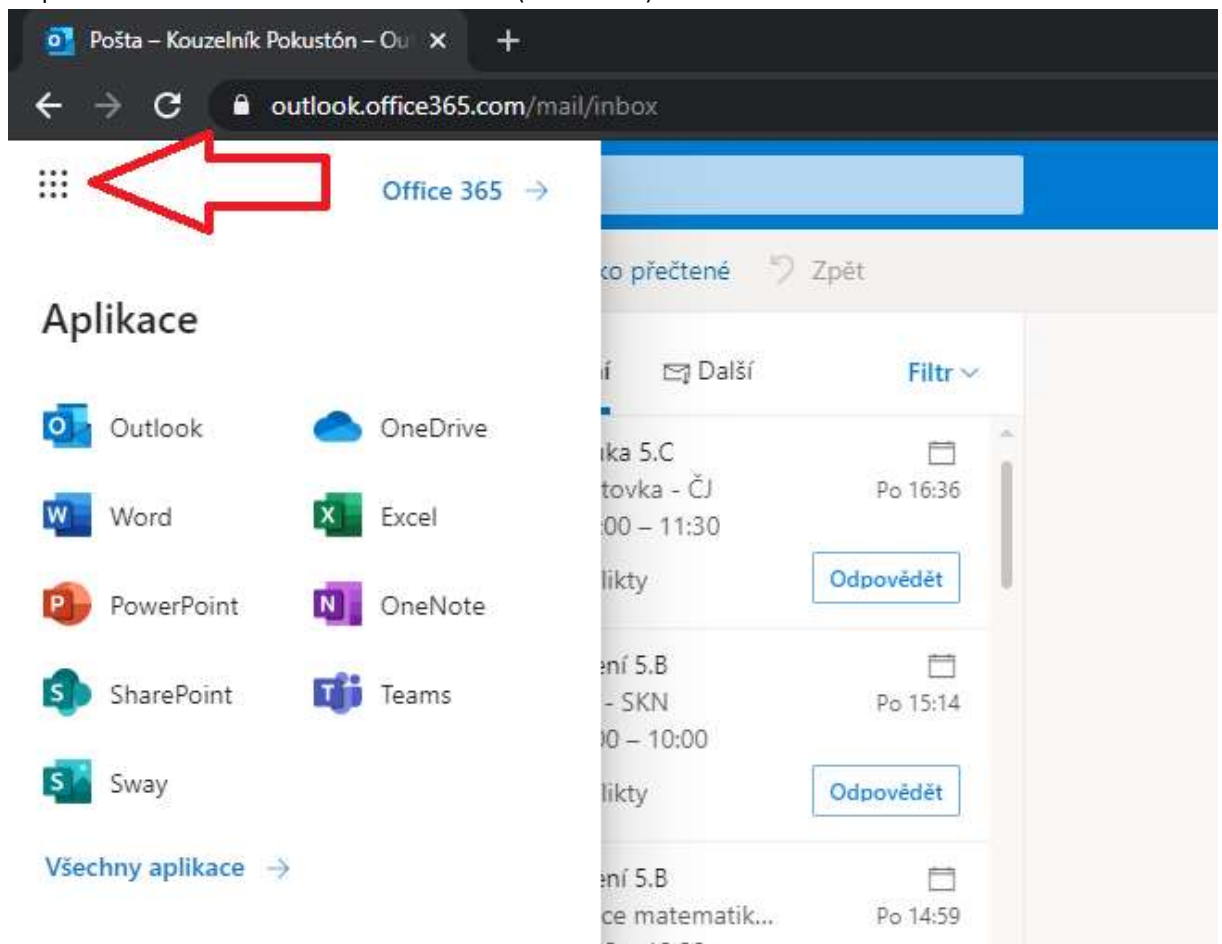 Pošta – Kouzelník Pokustón – Ou
outlook.office365.com/mail/inbox
Office 365
Aplikace
Outlook
OneDrive
Word
Excel
PowerPoint
OneNote
SharePoint
Teams
Sway
Všechny aplikace
ko přečtené Zpět
í Další Filtr
uka 5.C
tovka - ČJ Po 16:36
:00 – 11:30
likty Odpovědět
ení 5.B
- SKN Po 15:14
00 – 10:00
likty Odpovědět
ení 5.B
ce matematik... Po 14:59